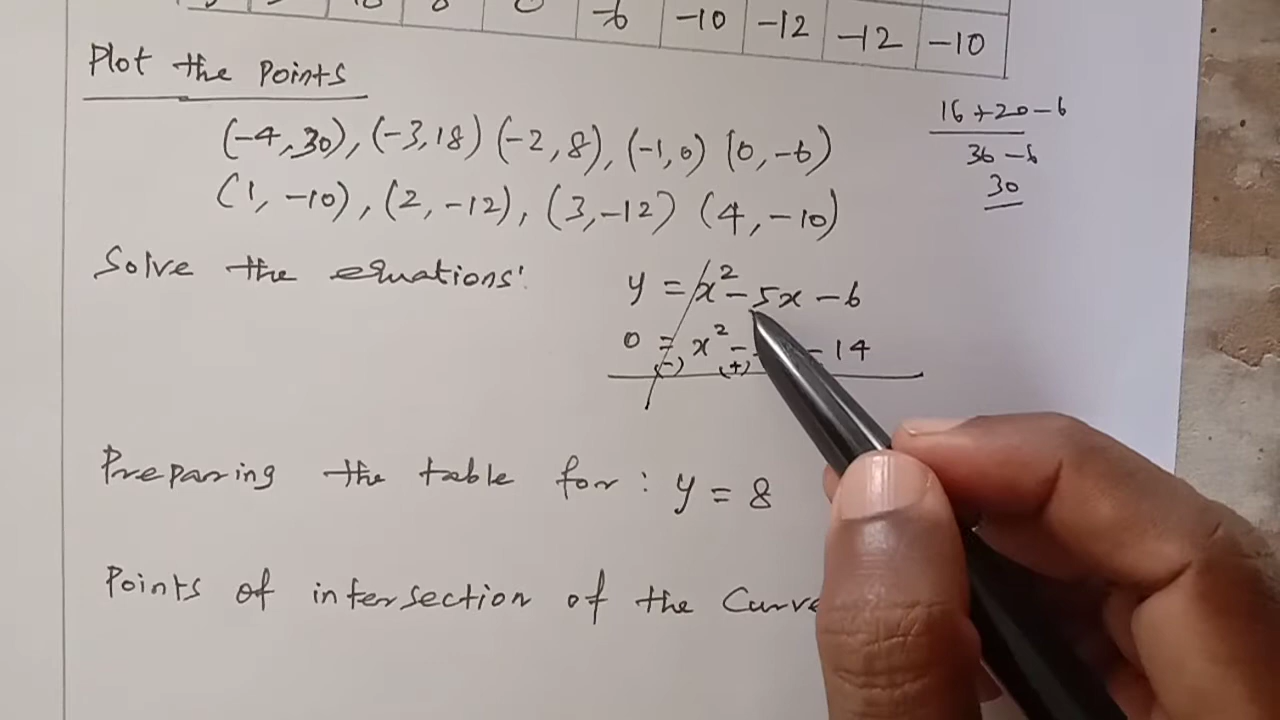 -6 -10 -12 -12 -10
Plot the Points
(-4,30), (-3,18) (-2,8), (-1,0) (0,-6)
(1, -10), (2,-12), (3,-12) (4,-10)
16+20-6
36-6
30
Solve the equations:
y = x² - 5x - 6
0 = x² - - 14
(-) (+)
Preparing the table for: y = 8
Points of intersection of the Curve